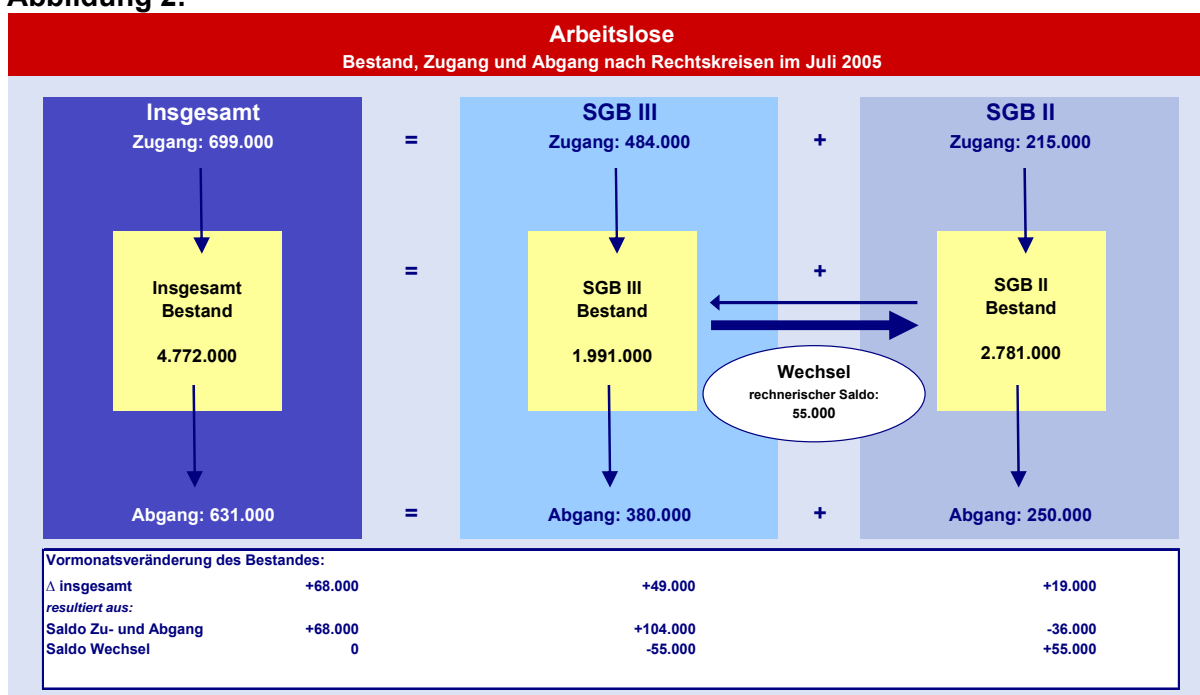 Abbildung 2:
Arbeitslose
Bestand, Zugang und Abgang nach Rechtskreisen im Juli 2005
Insgesamt
Zugang: 699.000
=
SGB III
Zugang: 484.000
+
SGB II
Zugang: 215.000
Insgesamt
Bestand
4.772.000
=
SGB III
Bestand
1.991.000
+
SGB II
Bestand
2.781.000
Wechsel
rechnerischer Saldo:
55.000
Abgang: 631.000 = Abgang: 380.000 + Abgang: 250.000
Vormonatsveränderung des Bestandes:
∆ insgesamt +68.000 +49.000 +19.000
resultiert aus:
Saldo Zu- und Abgang +68.000 +104.000 -36.000
Saldo Wechsel 0 -55.000 +55.000